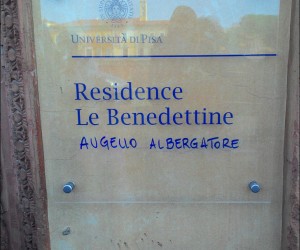 UNIVERSITÀ DI PISA
Residence
Le Benedettine
AUGELLO ALBERGATORE